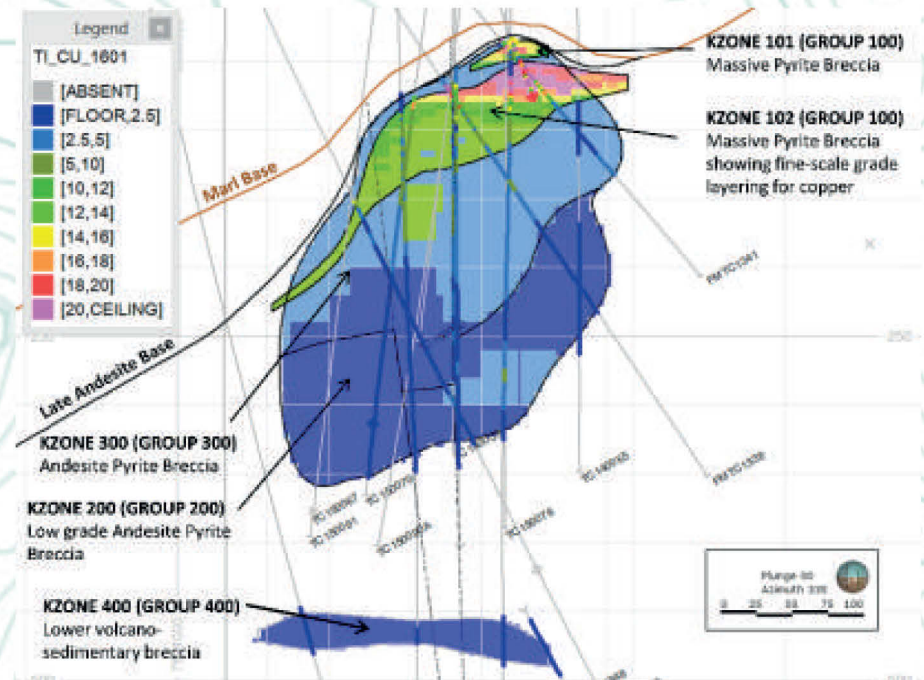 Legend
TI_CU_1601
[ABSENT]
[FLOOR,2.5]
[2.5,5]
[5,10]
[10,12]
[12,14]
[14,16]
[16,18]
[18,20]
[20,CEILING]
KZONE 101 (GROUP 100)
Massive Pyrite Breccia
KZONE 102 (GROUP 100)
Massive Pyrite Breccia
showing fine-scale grade
layering for copper
Marl Base
Late Andesite Base
250
KZONE 300 (GROUP 300)
Andesite Pyrite Breccia
KZONE 200 (GROUP 200)
Low grade Andesite Pyrite
Breccia
KZONE 400 (GROUP 400)
Lower volcano-
sedimentary breccia
Azimuth
0 25 75 100